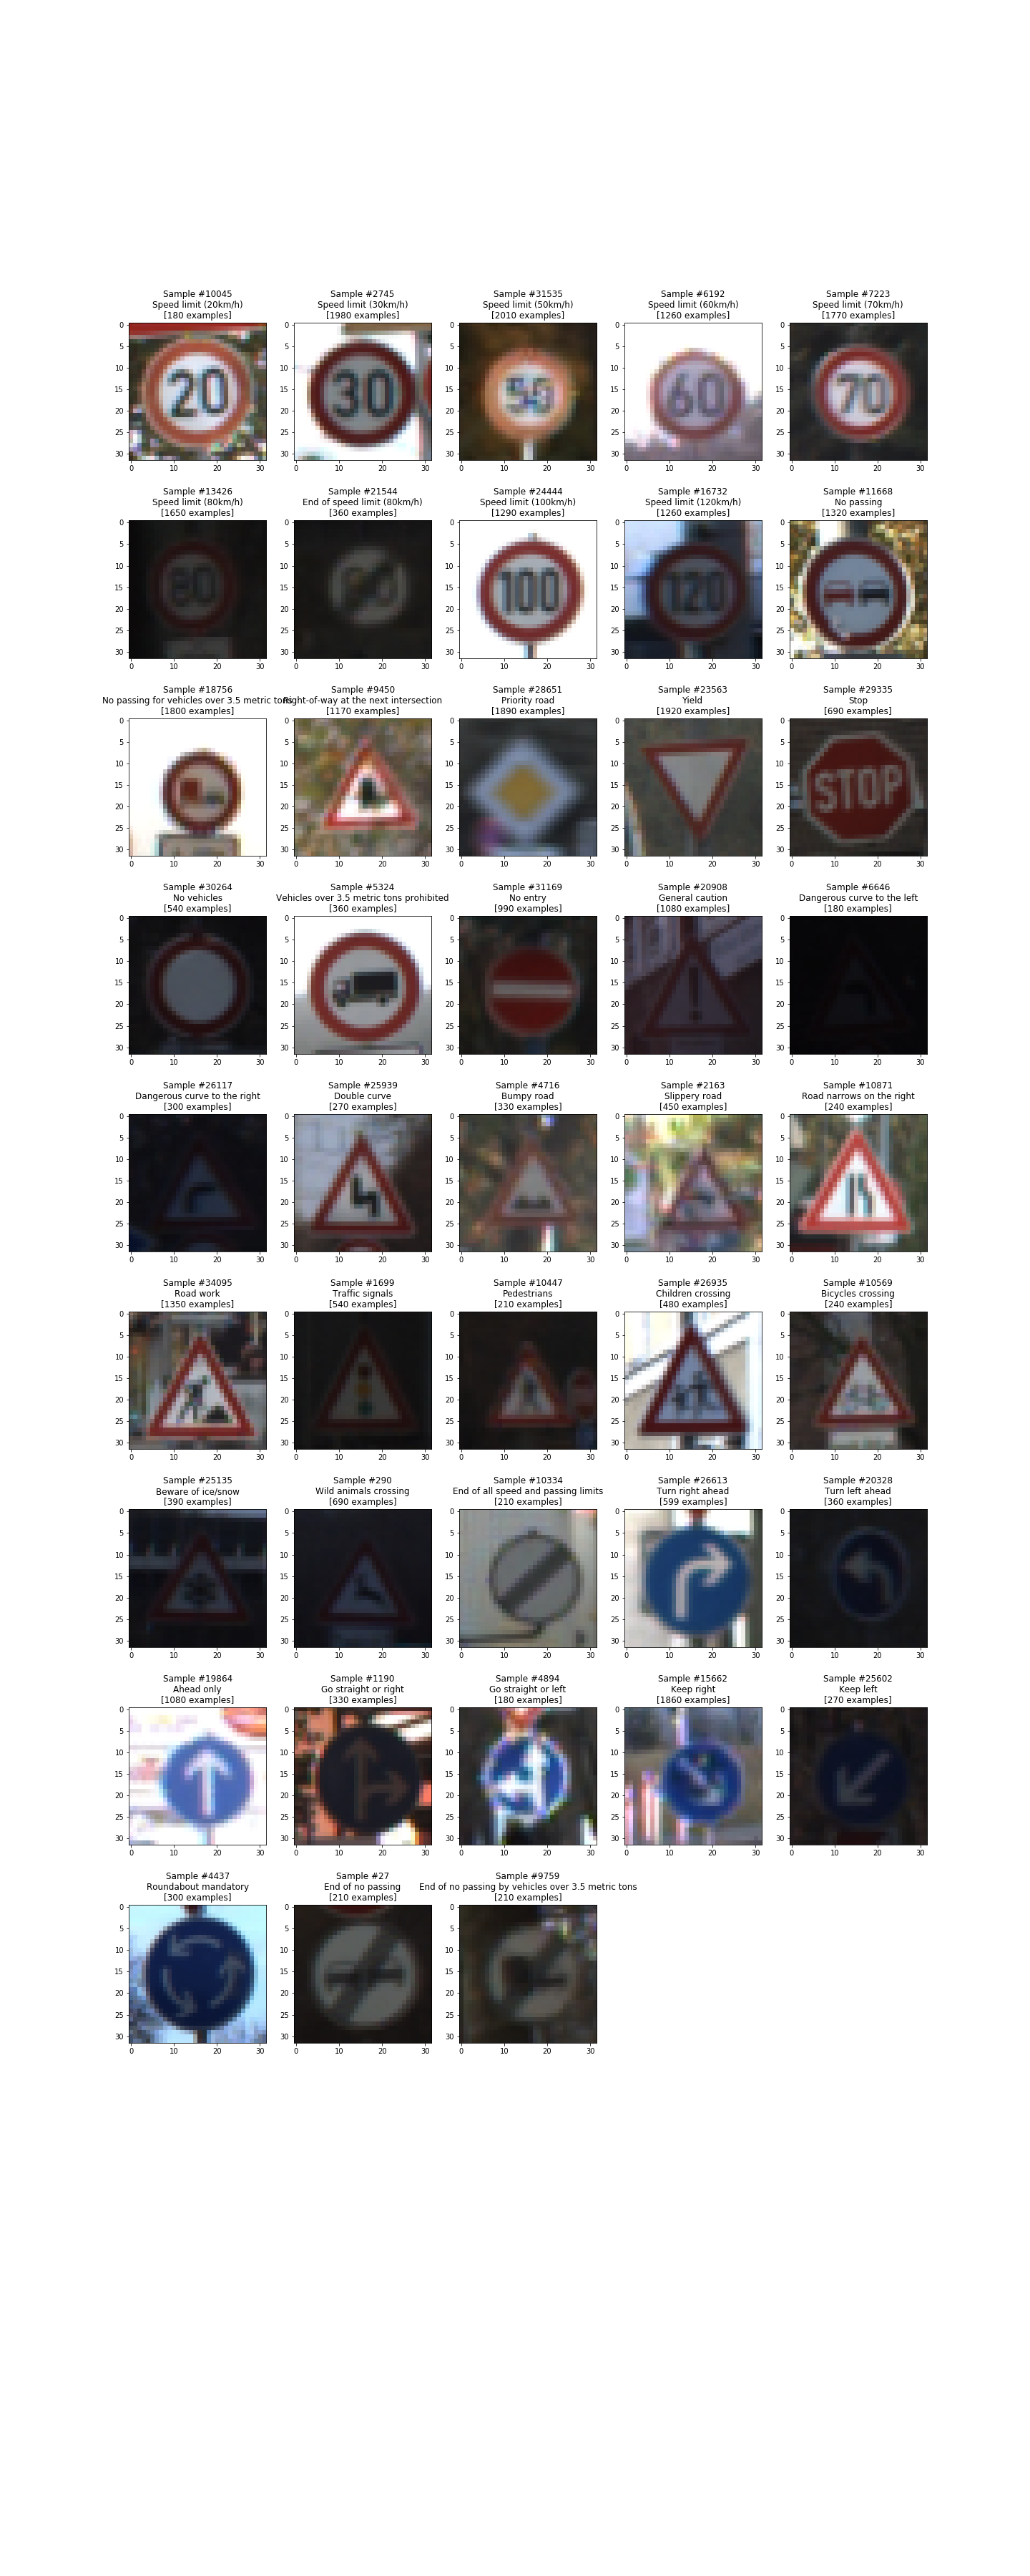 Sample #10045
Speed limit (20km/h)
[180 examples]
20
Sample #2745
Speed limit (30km/h)
[1980 examples]
30
Sample #31535
Speed limit (50km/h)
[2010 examples]
Sample #6192
Speed limit (60km/h)
[1260 examples]
60
Sample #7223
Speed limit (70km/h)
[1770 examples]
70
Sample #13426
Speed limit (80km/h)
[1650 examples]
80
Sample #21544
End of speed limit (80km/h)
[360 examples]
Sample #24444
Speed limit (100km/h)
[1290 examples]
100
Sample #16732
Speed limit (120km/h)
[1260 examples]
120
Sample #11668
No passing
[1320 examples]
Sample #18756
No passing for vehicles over 3.5 metric tons
[1800 examples]
Sample #9450
Right-of-way at the next intersection
[1170 examples]
Sample #28651
Priority road
[1890 examples]
Sample #23563
Yield
[1920 examples]
Sample #29335
Stop
[690 examples]
STOP
Sample #30264
No vehicles
[540 examples]
Sample #5324
Vehicles over 3.5 metric tons prohibited
[360 examples]
Sample #31169
No entry
[990 examples]
Sample #20908
General caution
[1080 examples]
Sample #6646
Dangerous curve to the left
[180 examples]
Sample #26117
Dangerous curve to the right
[300 examples]
Sample #25939
Double curve
[270 examples]
Sample #4716
Bumpy road
[330 examples]
Sample #2163
Slippery road
[450 examples]
Sample #10871
Road narrows on the right
[240 examples]
Sample #34095
Road work
[1350 examples]
Sample #1699
Traffic signals
[540 examples]
Sample #10447
Pedestrians
[210 examples]
Sample #26935
Children crossing
[480 examples]
Sample #10569
Bicycles crossing
[240 examples]
Sample #25135
Beware of ice/snow
[390 examples]
Sample #290
Wild animals crossing
[690 examples]
Sample #10334
End of all speed and passing limits
[210 examples]
Sample #26613
Turn right ahead
[599 examples]
Sample #20328
Turn left ahead
[360 examples]
Sample #19864
Ahead only
[1080 examples]
Sample #1190
Go straight or right
[330 examples]
Sample #4894
Go straight or left
[180 examples]
Sample #15662
Keep right
[1860 examples]
Sample #25602
Keep left
[270 examples]
Sample #4437
Roundabout mandatory
[300 examples]
Sample #27
End of no passing
[210 examples]
Sample #9759
End of no passing by vehicles over 3.5 metric tons
[210 examples]